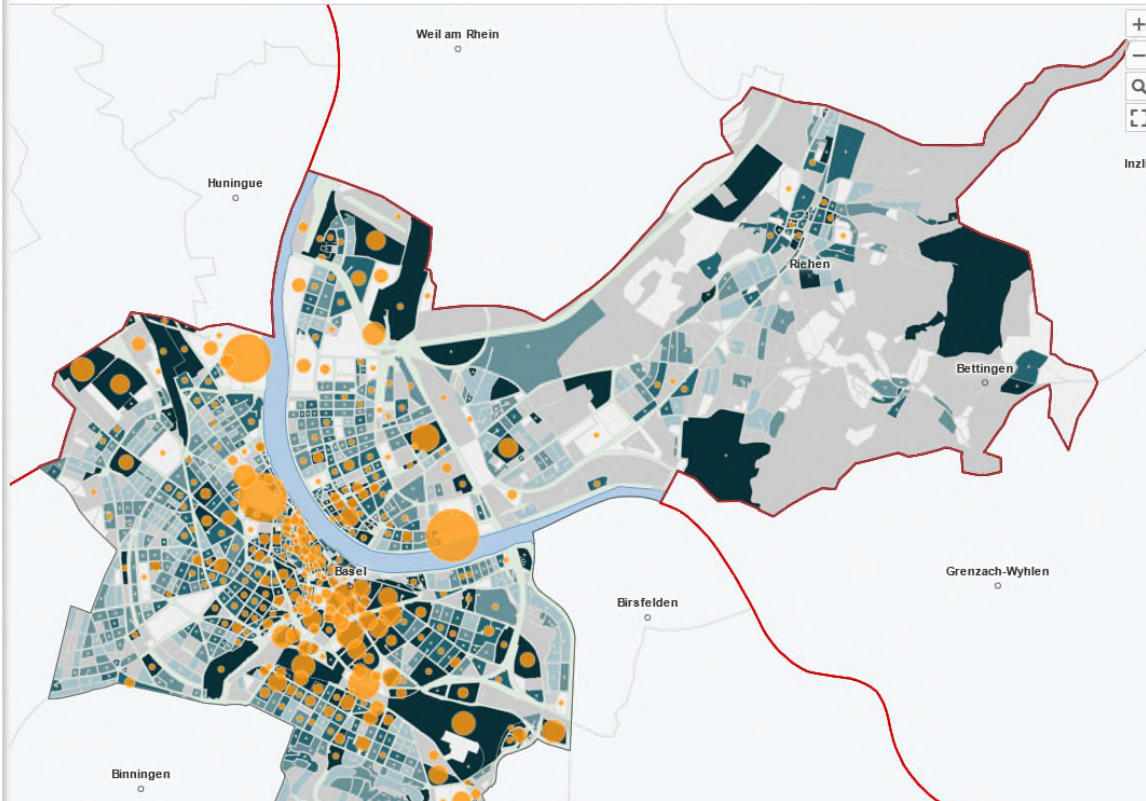 Weil am Rhein
Huningue
Riehen
Bettingen
Basel
Grenzach-Wyhlen
Birsfelden
Binningen